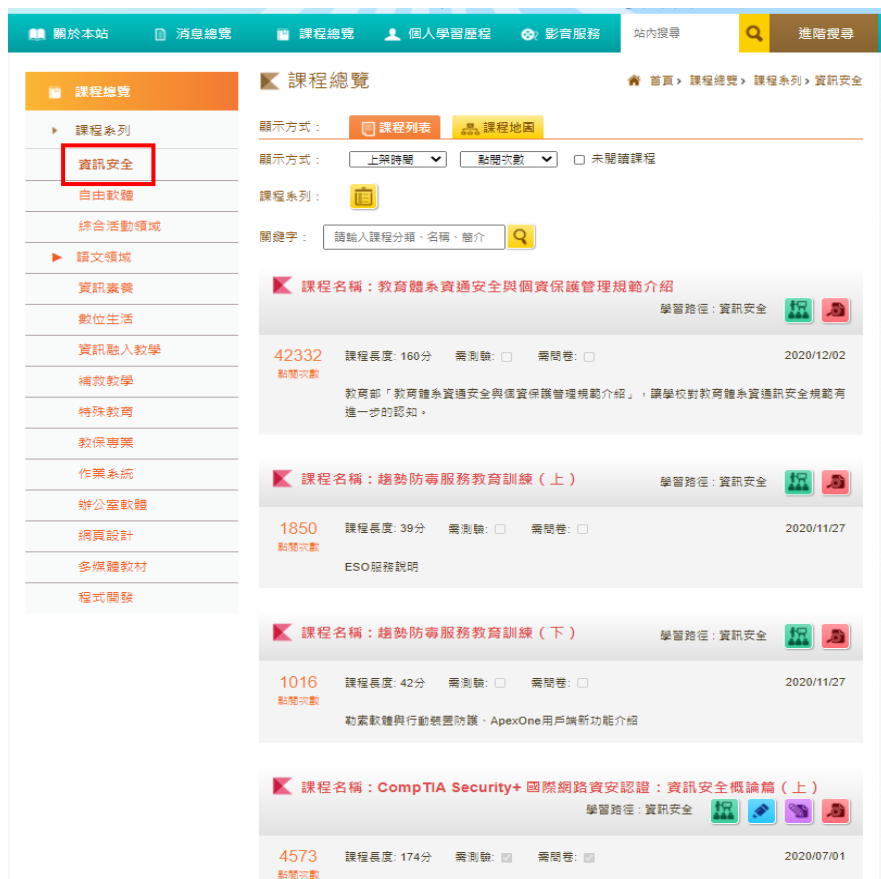 關於本站 消息總覽 課程總覽 個人學習歷程 影音服務 站內搜尋 進階搜尋
課程總覽
課程系列
資訊安全
自由軟體
綜合活動領域
語文領域
資訊素養
數位生活
資訊融入教學
補救教學
特殊教育
教保專業
作業系統
辦公室軟體
網頁設計
多媒體教材
程式開發
課程總覽
首頁› 課程總覽› 課程系列› 資訊安全
顯示方式： 課程列表 課程地圖
顯示方式： 上架時間 點閱次數 未閱讀課程
課程系列：
關鍵字： 請輸入課程分類、名稱、簡介
課程名稱：教育體系資通安全與個資保護管理規範介紹
學習路徑：資訊安全
42332 課程長度: 160分 需測驗: 需問卷: 2020/12/02
點閱次數
教育部「教育體系資通安全與個資保護管理規範介紹」，讓學校對教育體系資通訊安全規範有
進一步的認知。
課程名稱：趨勢防毒服務教育訓練（上） 學習路徑：資訊安全
1850 課程長度: 39分 需測驗: 需問卷: 2020/11/27
點閱次數
ESO服務說明
課程名稱：趨勢防毒服務教育訓練（下） 學習路徑：資訊安全
1016 課程長度: 42分 需測驗: 需問卷: 2020/11/27
點閱次數
勒索軟體與行動裝置防護、ApexOne用戶端新功能介紹
課程名稱：CompTIA Security+ 國際網路資安認證：資訊安全概論篇（上）
學習路徑：資訊安全
4573 課程長度: 174分 需測驗: 需問卷: 2020/07/01
點閱次數